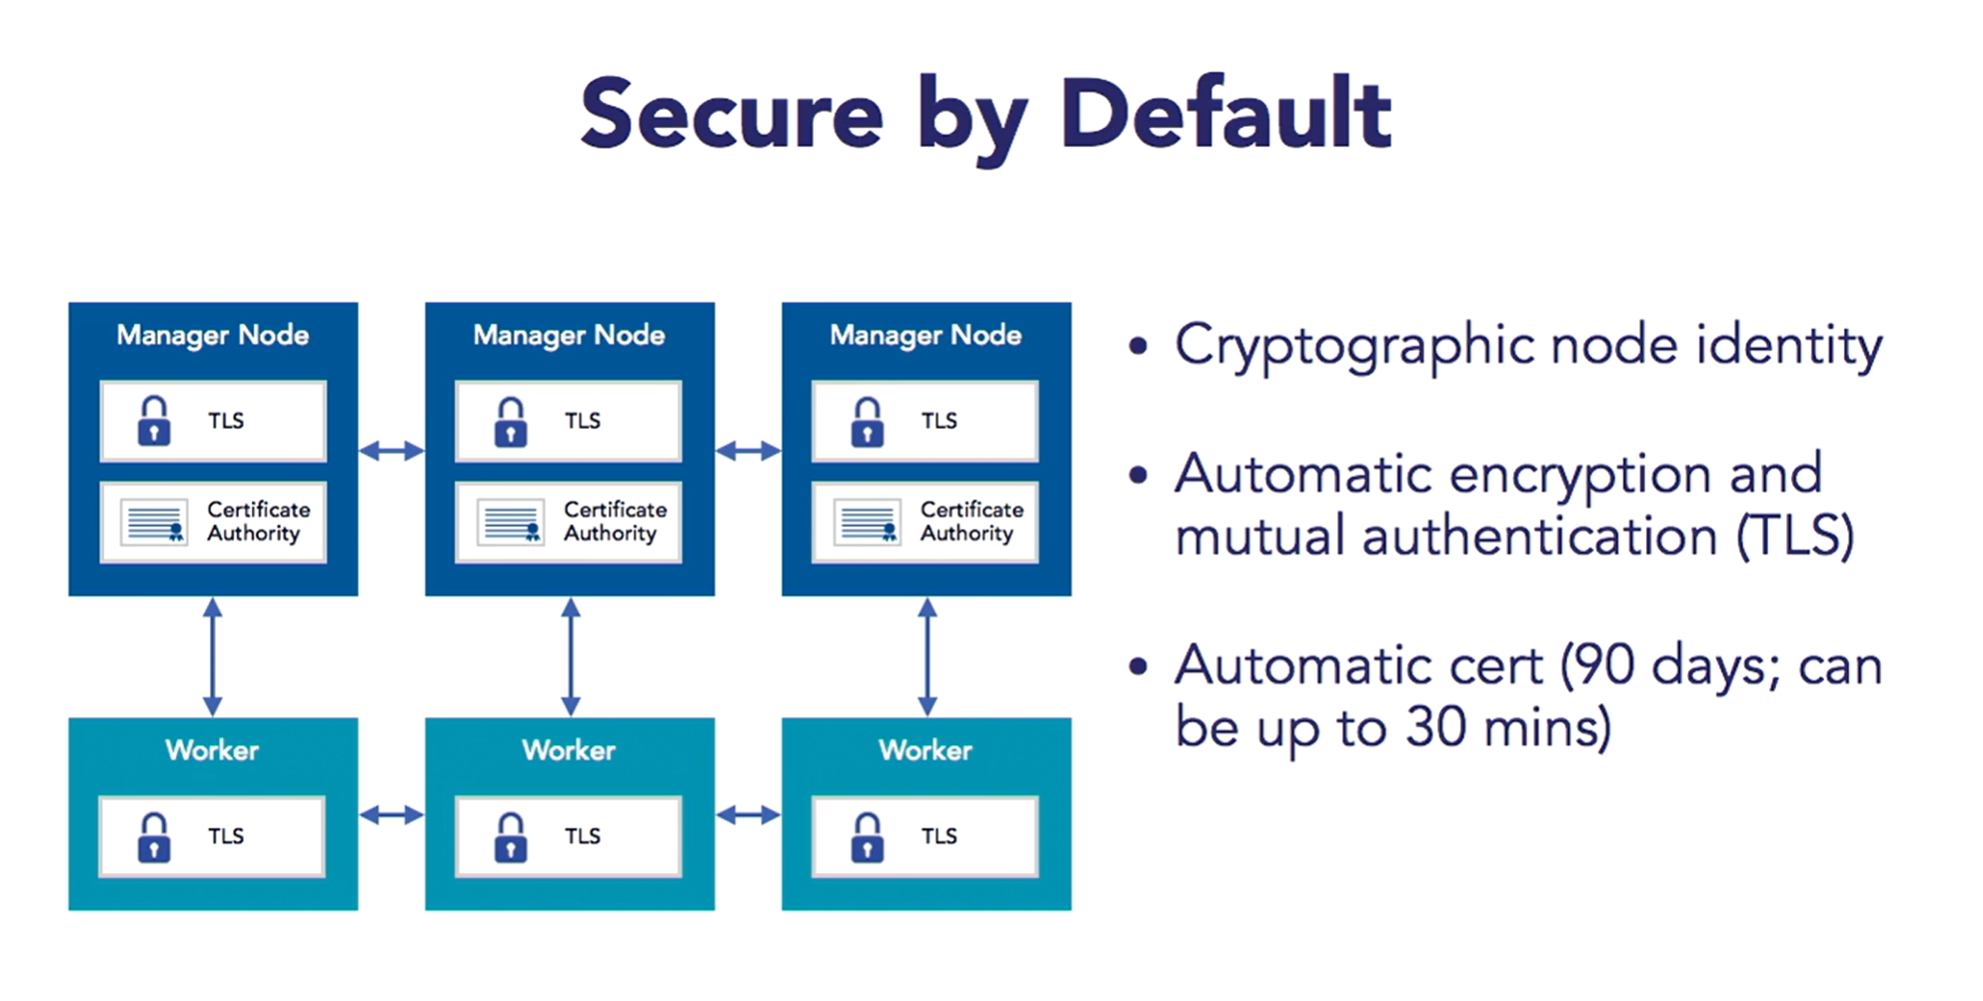 Secure by Default
Manager Node
TLS
Certificate
Authority
Manager Node
TLS
Certificate
Authority
Manager Node
TLS
Certificate
Authority
Worker
TLS
Worker
TLS
Worker
TLS
• Cryptographic node identity
• Automatic encryption and
mutual authentication (TLS)
• Automatic cert (90 days; can
be up to 30 mins)